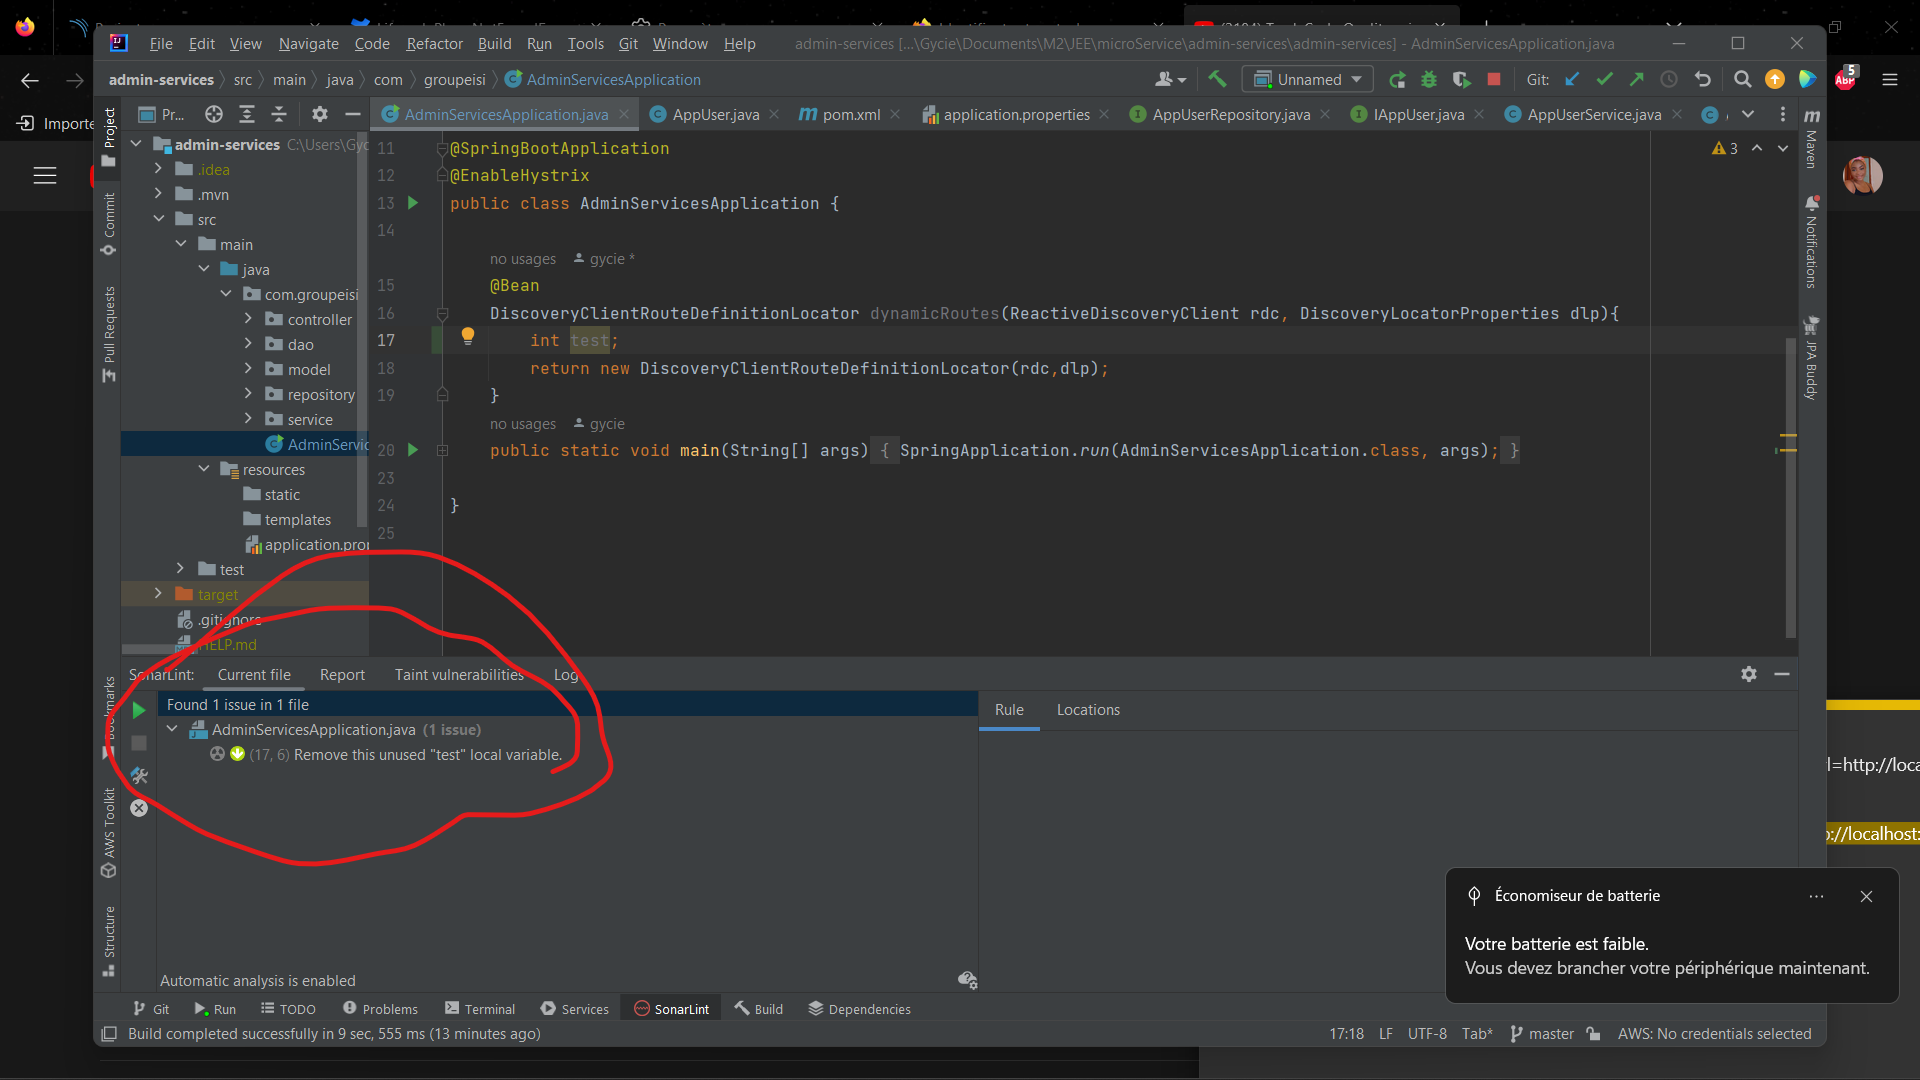 File Edit View Navigate Code Refactor Build Run Tools Git Window Help admin-services [...\Gycie\Documents\M2\JEE\microService\admin-services\admin-services] - AdminServicesApplication.java
admin-services src main java com groupeisi AdminServicesApplication
Unnamed Git:
5
ABP
Importe
Project
Pr...
AdminServicesApplication.java AppUser.java pom.xml application.properties AppUserRepository.java IAppUser.java AppUserService.java
admin-services C:\Users\Gyc
.idea
.mvn
src
main
java
com.groupeisi
controller
dao
model
repository
service
AdminServic
resources
static
templates
application.prop
test
target
.gitignore
HELP.md
Commit
Pull Requests
Bookmarks
AWS Toolkit
Structure
11 @SpringBootApplication
12 @EnableHystrix
13 public class AdminServicesApplication {
14
no usages gycie *
15 @Bean
16 DiscoveryClientRouteDefinitionLocator dynamicRoutes(ReactiveDiscoveryClient rdc, DiscoveryLocatorProperties dlp){
17 int test;
18 return new DiscoveryClientRouteDefinitionLocator(rdc,dlp);
19 }
no usages gycie
20 public static void main(String[] args) { SpringApplication.run(AdminServicesApplication.class, args); }
23
24 }
25
3
Maven
Notifications
JPA Buddy
SonarLint: Current file Report Taint vulnerabilities Log
Found 1 issue in 1 file
AdminServicesApplication.java (1 issue)
(17, 6) Remove this unused "test" local variable.
Rule Locations
Automatic analysis is enabled
l=http://loca
://localhost:
Économiseur de batterie
Votre batterie est faible.
Vous devez brancher votre périphérique maintenant.
Git Run TODO Problems Terminal Services SonarLint Build Dependencies
Build completed successfully in 9 sec, 555 ms (13 minutes ago)
17:18 LF UTF-8 Tab* master AWS: No credentials selected